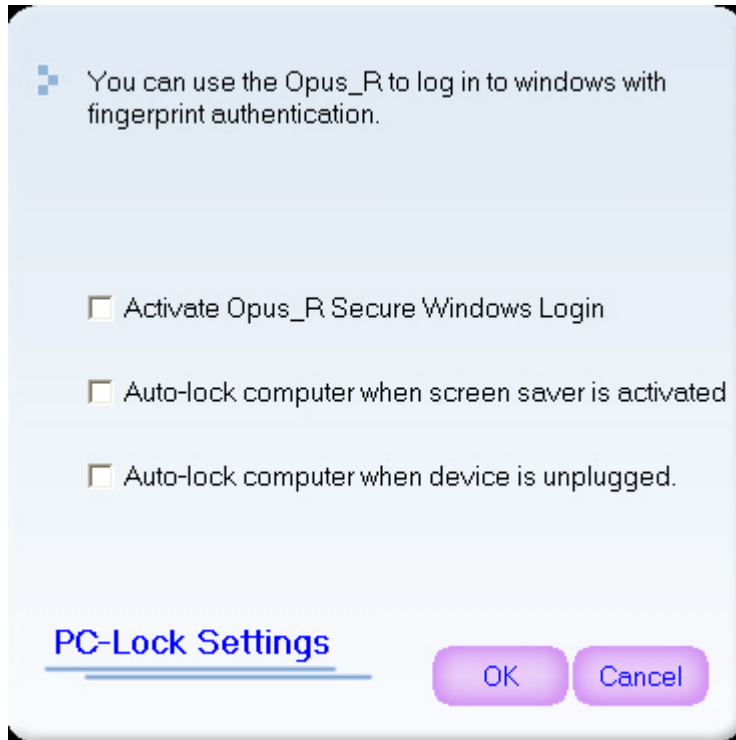 You can use the Opus_R to log in to windows with
fingerprint authentication.
Activate Opus_R Secure Windows Login
Auto-lock computer when screen saver is activated
Auto-lock computer when device is unplugged.
PC-Lock Settings
OK
Cancel